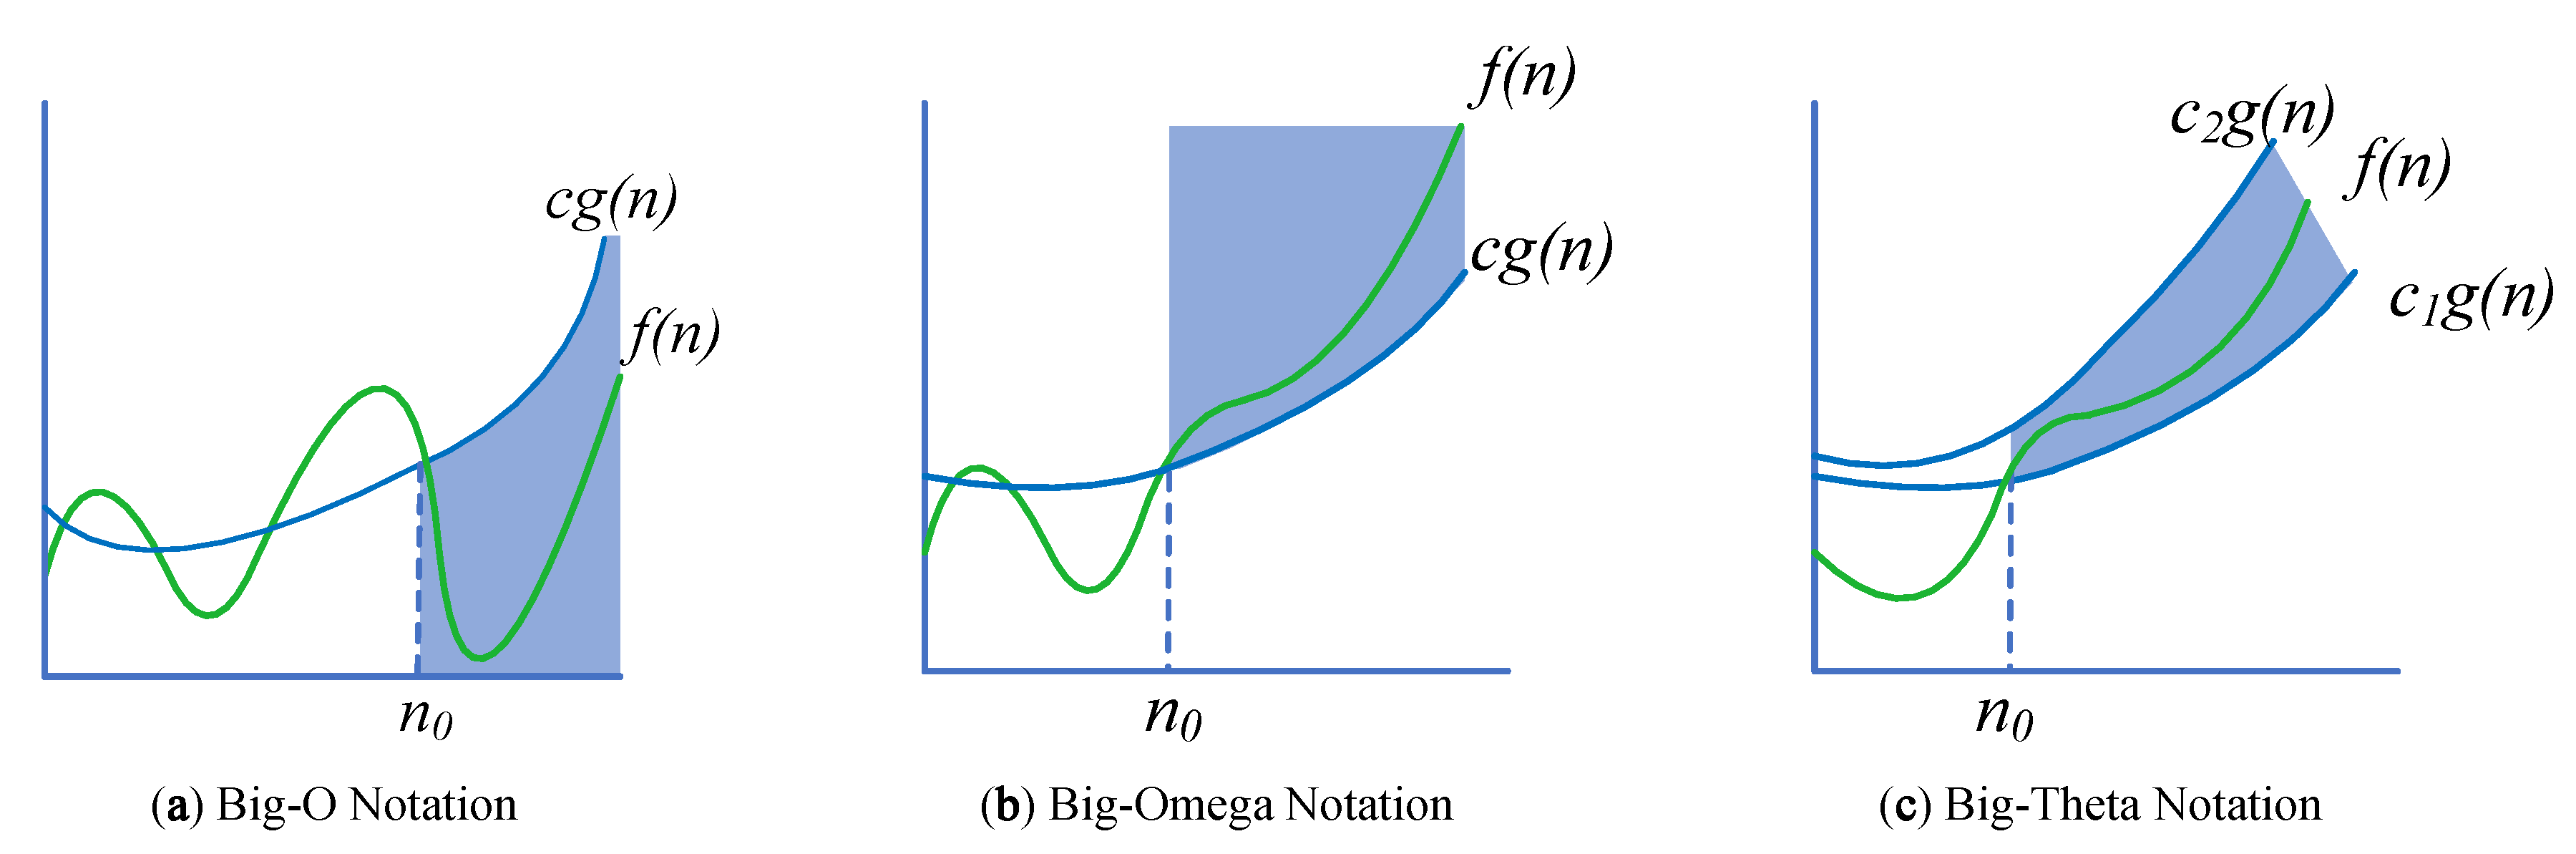 cg(n)
f(n)
n0
(a) Big-O Notation
f(n)
cg(n)
n0
(b) Big-Omega Notation
c2g(n)
f(n)
c1g(n)
n0
(c) Big-Theta Notation